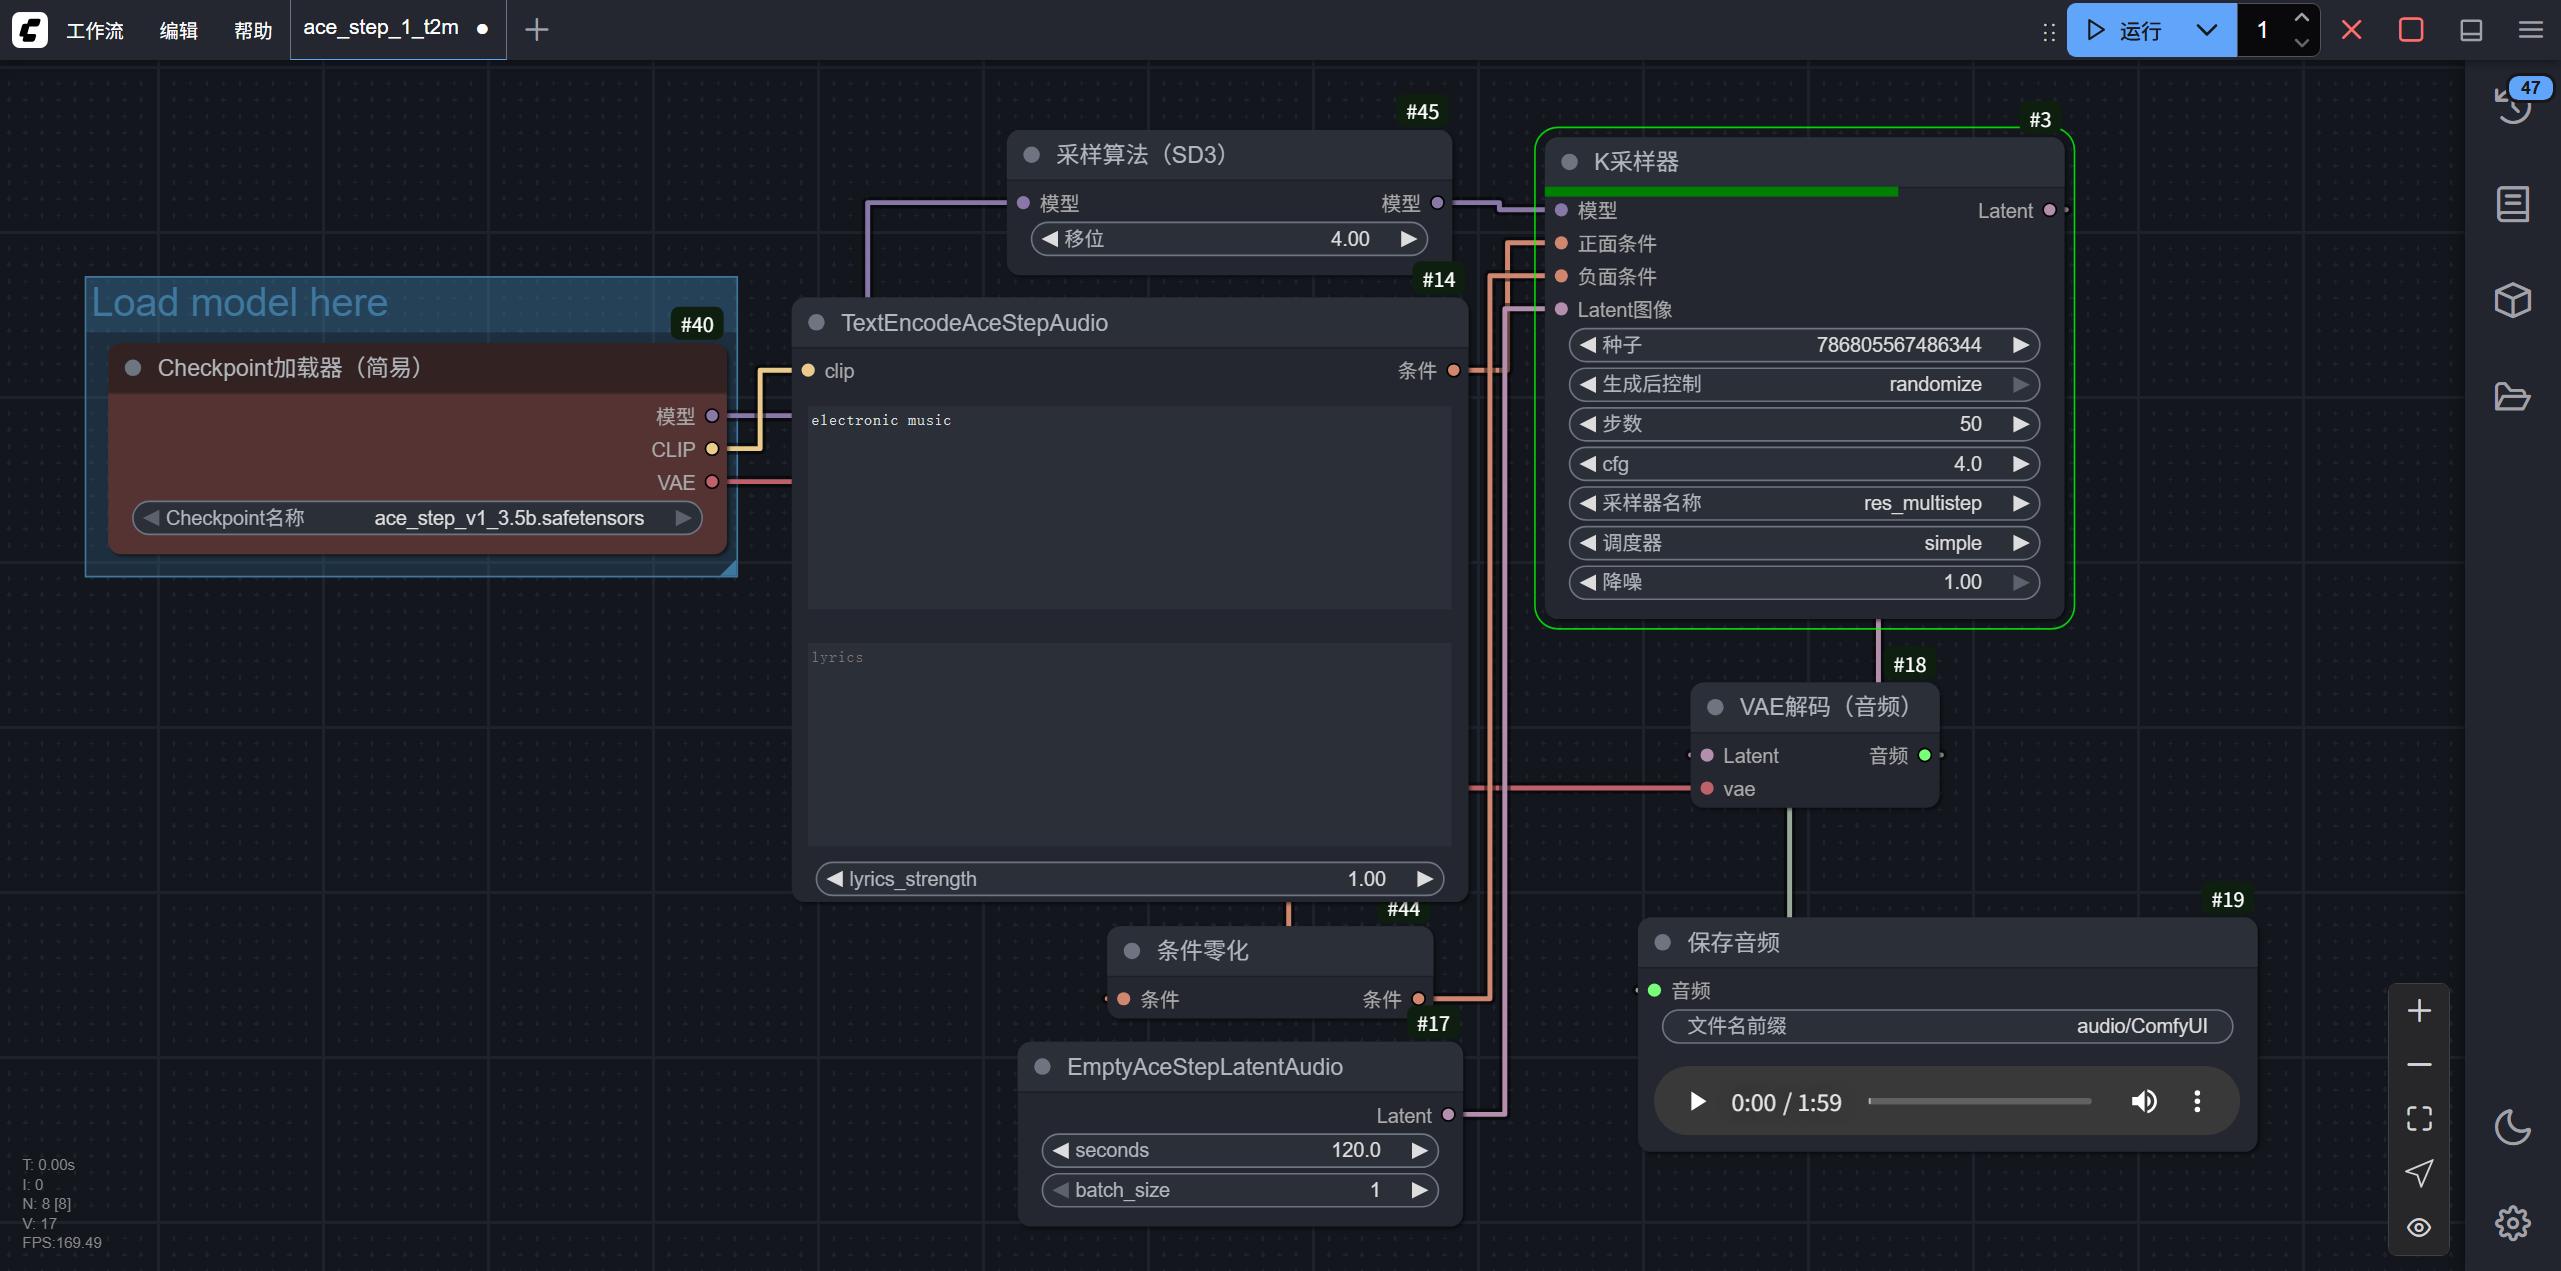 工作流
编辑
帮助
ace_step_1_t2m
运行
1
47
#45
采样算法（SD3）
模型
模型
移位
4.00
#3
K采样器
模型
Latent
正面条件
负面条件
Latent图像
种子
786805567486344
生成后控制
randomize
步数
50
cfg
4.0
采样器名称
res_multistep
调度器
simple
降噪
1.00
Load model here
#40
Checkpoint加载器（简易）
模型
CLIP
VAE
Checkpoint名称
ace_step_v1_3.5b.safetensors
#14
TextEncodeAceStepAudio
clip
条件
electronic music
lyrics
lyrics_strength
1.00
#18
VAE解码（音频）
Latent
音频
vae
#44
条件零化
条件
条件
#17
EmptyAceStepLatentAudio
Latent
seconds
120.0
batch_size
1
#19
保存音频
音频
文件名前缀
audio/ComfyUI
0:00 / 1:59
T: 0.00s
I: 0
N: 8 [8]
V: 17
FPS:169.49